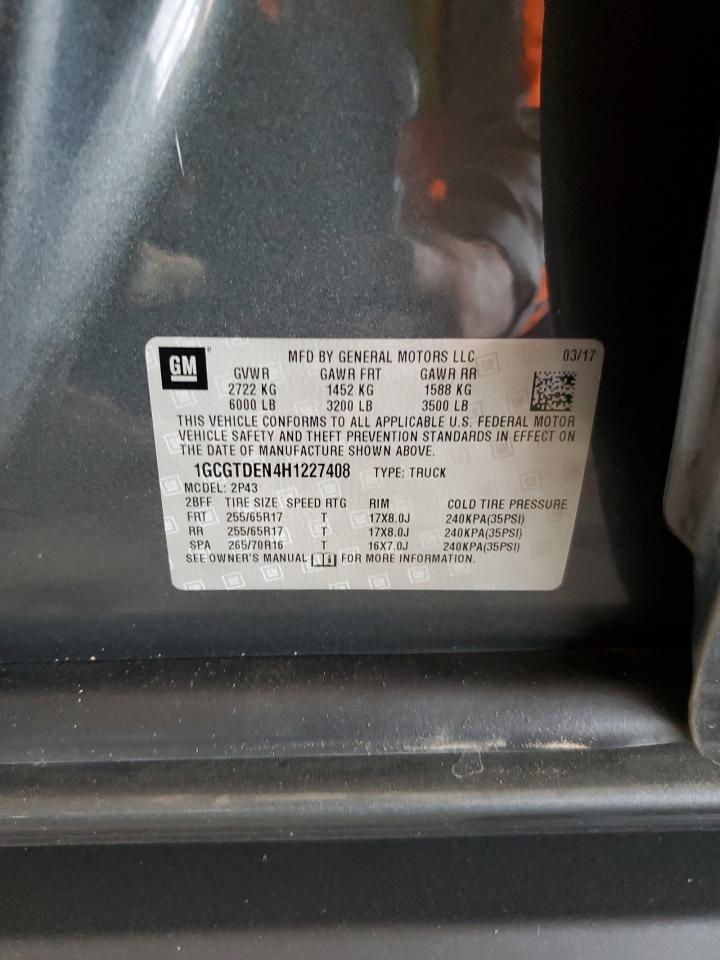 GM
MFD BY GENERAL MOTORS LLC 03/17
GVWR GAWR FRT GAWR RR
2722 KG 1452 KG 1588 KG
6000 LB 3200 LB 3500 LB
THIS VEHICLE CONFORMS TO ALL APPLICABLE U.S. FEDERAL MOTOR
VEHICLE SAFETY AND THEFT PREVENTION STANDARDS IN EFFECT ON
THE DATE OF MANUFACTURE SHOWN ABOVE.
1GCGTDEN4H1227408 TYPE: TRUCK
MODEL: 2P43
2BFF TIRE SIZE SPEED RTG RIM COLD TIRE PRESSURE
FRT 255/65R17 T 17X8.0J 240KPA(35PSI)
RR 255/65R17 T 17X8.0J 240KPA(35PSI)
SPA 265/70R16 T 16X7.0J 240KPA(35PSI)
SEE OWNER'S MANUAL FOR MORE INFORMATION.